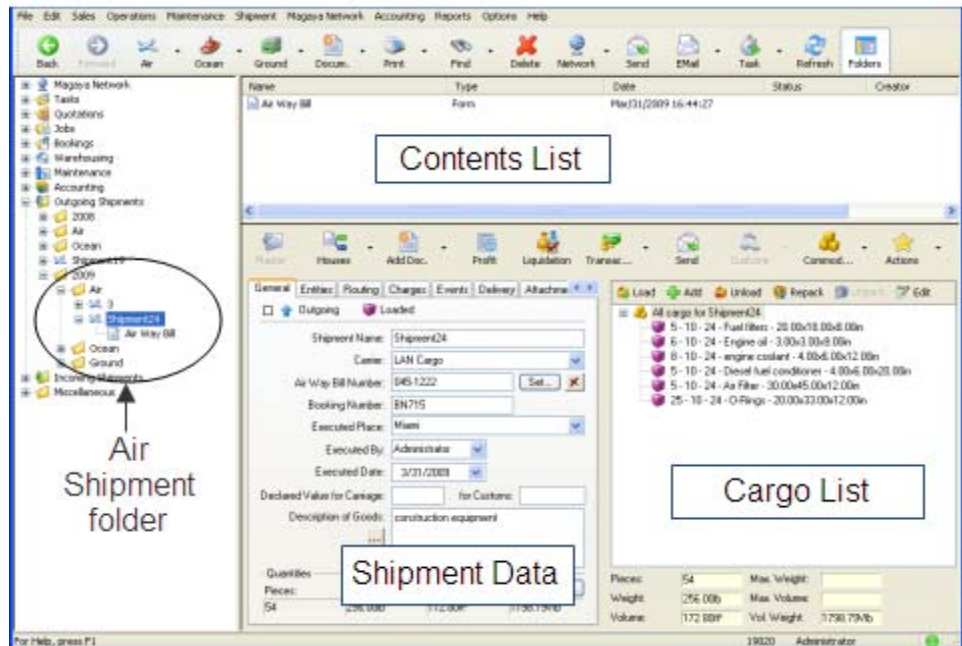 File Edit Sales Operations Maintenance Shipment Magaya Network Accounting Reports Options Help
Back Forward Air Ocean Ground Docum. Print Find Delete Network Send EMail Task Refresh Folders
Magaya Network
Tasks
Quotations
Jobs
Bookings
Warehousing
Maintenance
Accounting
Outgoing Shipments
2008
Air
Ocean
Shipment19
2009
Air
3
Shipment24
Air Way Bill
Ocean
Ground
Incoming Shipments
Miscellaneous
Air
Shipment
folder
Name Type Date Status Creator
Air Way Bill Form Mar/31/2009 16:44:27
Contents List
Master Houses Add Doc. Profit Liquidation Transac... Send Customs Commod... Actions
General Entities Routing Charges Events Delivery Attachme
Outgoing Loaded
Shipment Name: Shipment24
Carrier: LAN Cargo
Air Way Bill Number: 045-1222 Set...
Booking Number: BN715
Executed Place: Miami
Executed By: Administrator
Executed Date: 3/31/2009
Declared Value for Carriage: for Customs:
Description of Goods: construction equipment
...
Shipment Data
Quantities
Pieces:
54 256.00lb 1798.79Vlb
Load Add Unload Repack Unpack Edit
All cargo for Shipment24
5 - 10 - 24 - Fuel filters - 20.00x18.00x8.00in
6 - 10 - 24 - Engine oil - 3.00x3.00x8.00in
8 - 10 - 24 - engine coolant - 4.00x6.00x12.00in
5 - 10 - 24 - Diesel fuel conditioner - 4.00x6.00x20.00in
5 - 10 - 24 - Air Filter - 30.00x45.00x12.00in
25 - 10 - 24 - O-Rings - 20.00x33.00x12.00in
Cargo List
Pieces: 54 Max. Weight:
Weight: 256.00lb Max. Volume:
Volume: 172.80ft³ Vol. Weight: 1798.79Vlb
For Help, press F1 19020 Administrator